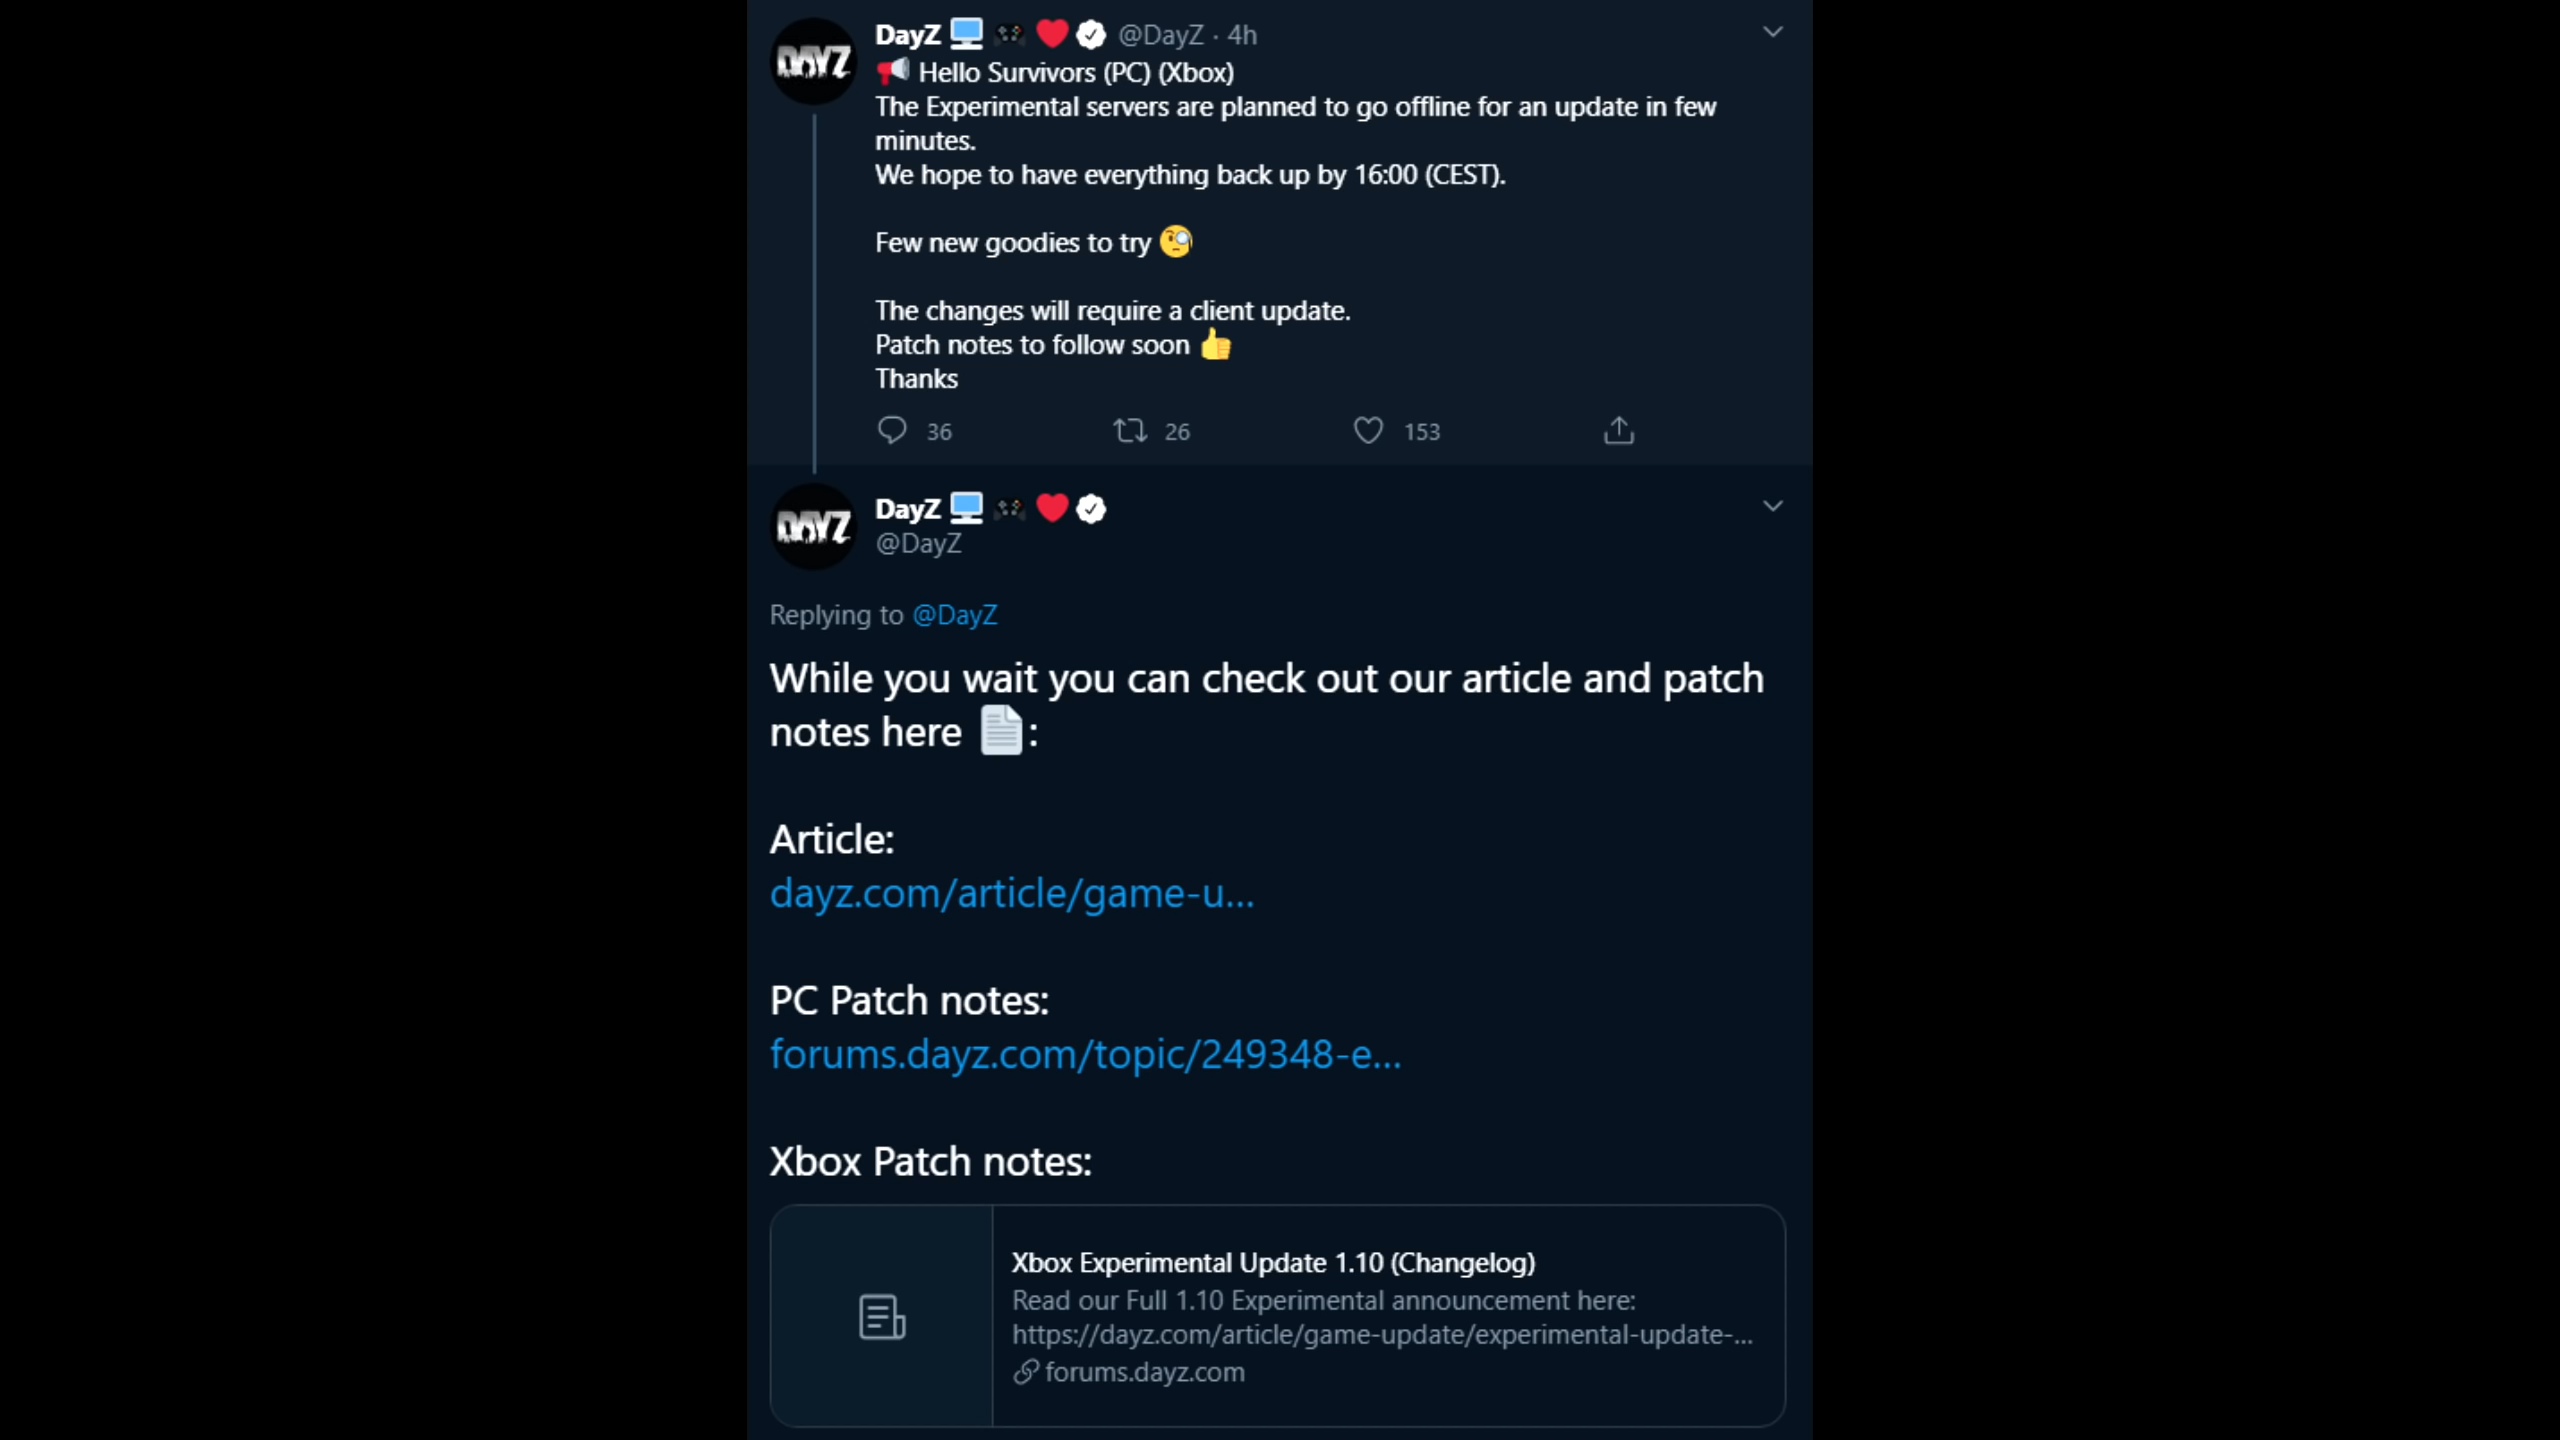 DAYZ
DayZ 🖥️ 🎮 ❤️ @DayZ · 4h
📢 Hello Survivors (PC) (Xbox)
The Experimental servers are planned to go offline for an update in few
minutes.
We hope to have everything back up by 16:00 (CEST).
Few new goodies to try 🧐
The changes will require a client update.
Patch notes to follow soon 👍
Thanks
36 26 153
DAYZ
DayZ 🖥️ 🎮 ❤️
@DayZ
Replying to @DayZ
While you wait you can check out our article and patch
notes here 📄:
Article:
dayz.com/article/game-u...
PC Patch notes:
forums.dayz.com/topic/249348-e...
Xbox Patch notes:
Xbox Experimental Update 1.10 (Changelog)
Read our Full 1.10 Experimental announcement here:
https://dayz.com/article/game-update/experimental-update-...
forums.dayz.com